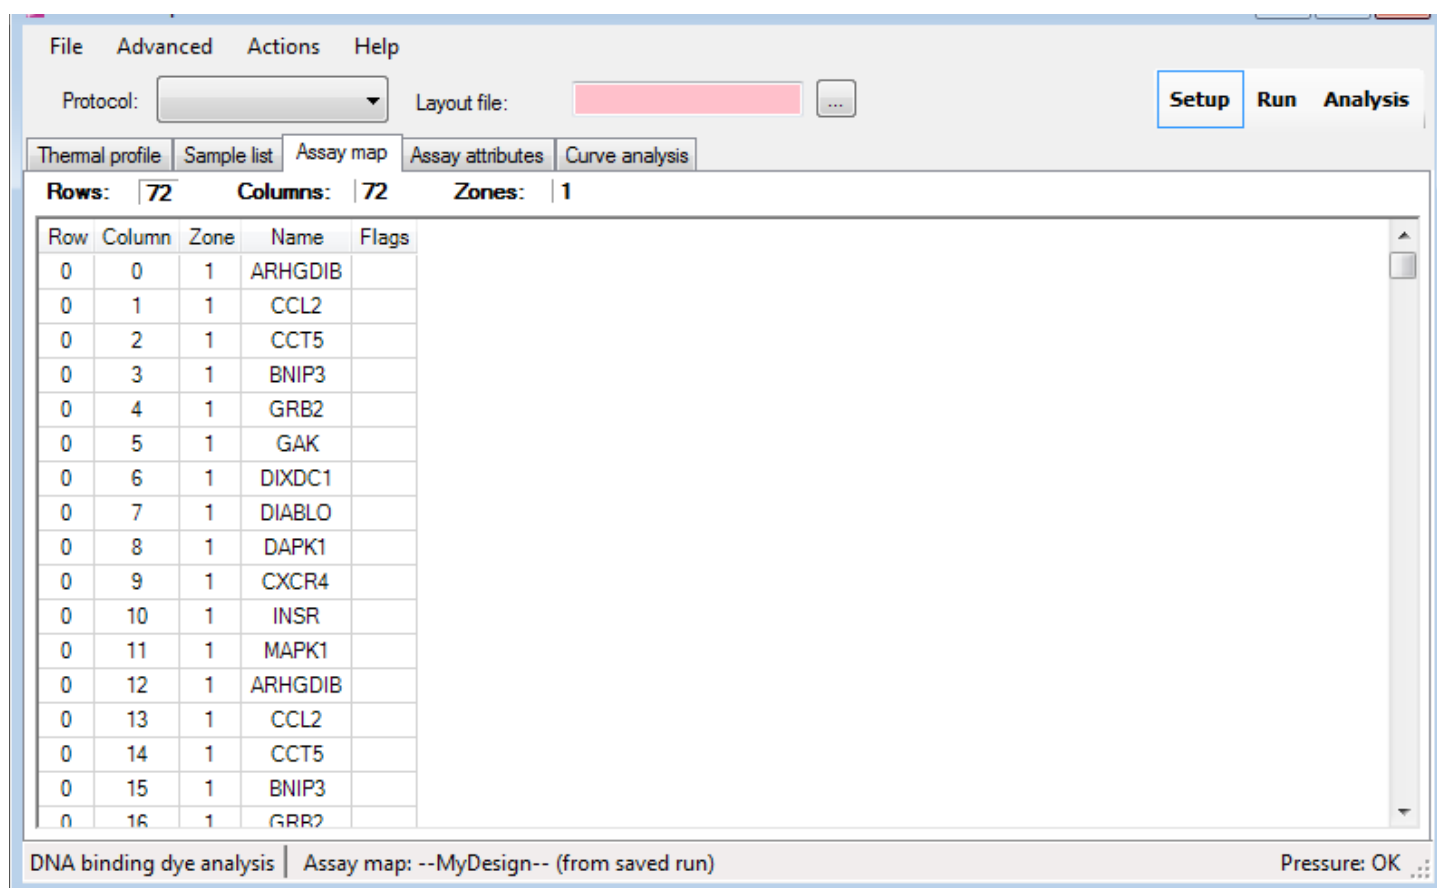 File Advanced Actions Help
Protocol: Layout file: ... Setup Run Analysis
Thermal profile Sample list Assay map Assay attributes Curve analysis
Rows: 72 Columns: 72 Zones: 1
Row Column Zone Name Flags
0 0 1 ARHGDIB
0 1 1 CCL2
0 2 1 CCT5
0 3 1 BNIP3
0 4 1 GRB2
0 5 1 GAK
0 6 1 DIXDC1
0 7 1 DIABLO
0 8 1 DAPK1
0 9 1 CXCR4
0 10 1 INSR
0 11 1 MAPK1
0 12 1 ARHGDIB
0 13 1 CCL2
0 14 1 CCT5
0 15 1 BNIP3
0 16 1 GRB2
DNA binding dye analysis Assay map: --MyDesign-- (from saved run) Pressure: OK